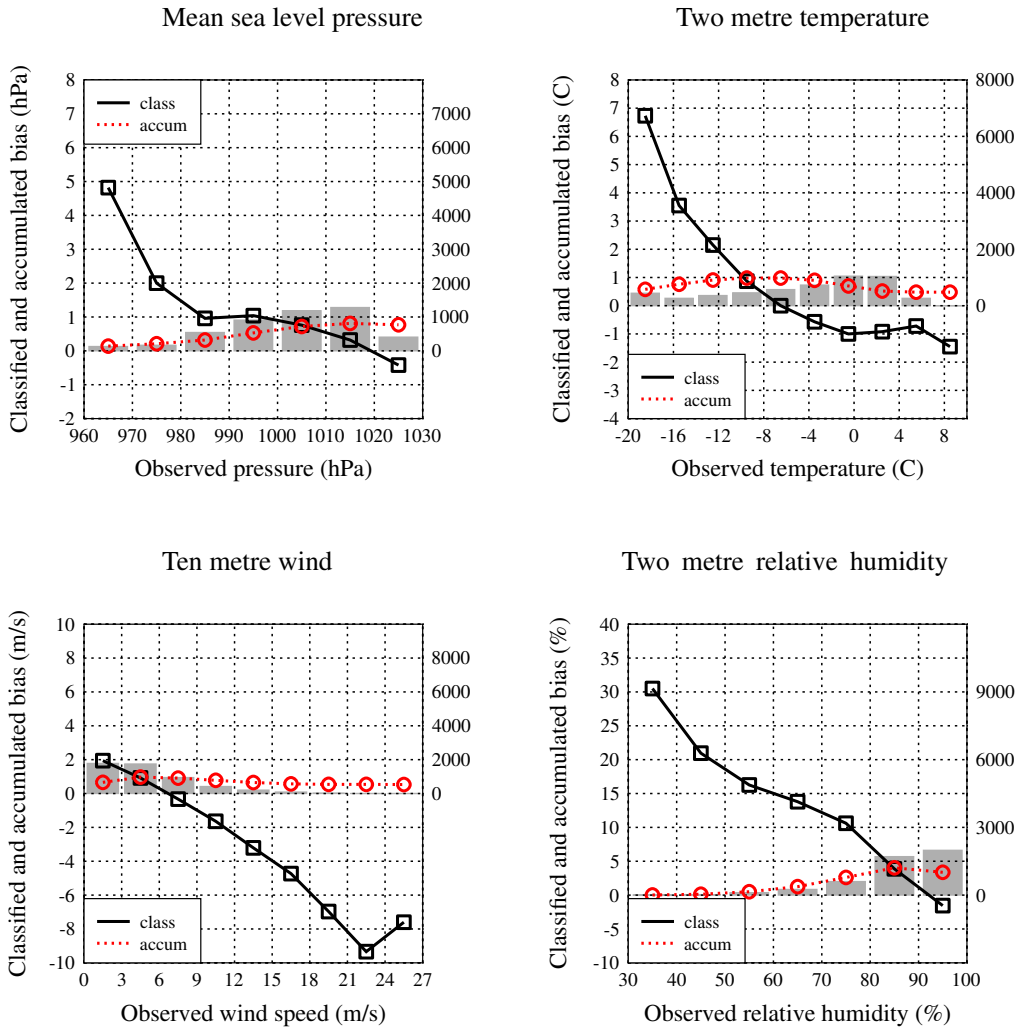 Mean sea level pressure
Classified and accumulated bias (hPa)
8
7
6
5
4
3
2
1
0
-1
-2
7000
6000
5000
4000
3000
2000
1000
0
class
accum
960 970 980 990 1000 1010 1020 1030
Observed pressure (hPa)
Two metre temperature
Classified and accumulated bias (C)
8
7
6
5
4
3
2
1
0
-1
-2
-3
-4
8000
6000
4000
2000
0
class
accum
-20 -16 -12 -8 -4 0 4 8
Observed temperature (C)
Ten metre wind
Classified and accumulated bias (m/s)
10
8
6
4
2
0
-2
-4
-6
-8
-10
8000
6000
4000
2000
0
class
accum
0 3 6 9 12 15 18 21 24 27
Observed wind speed (m/s)
Two metre relative humidity
Classified and accumulated bias (%)
40
35
30
25
20
15
10
5
0
-5
-10
9000
6000
3000
0
class
accum
30 40 50 60 70 80 90 100
Observed relative humidity (%)